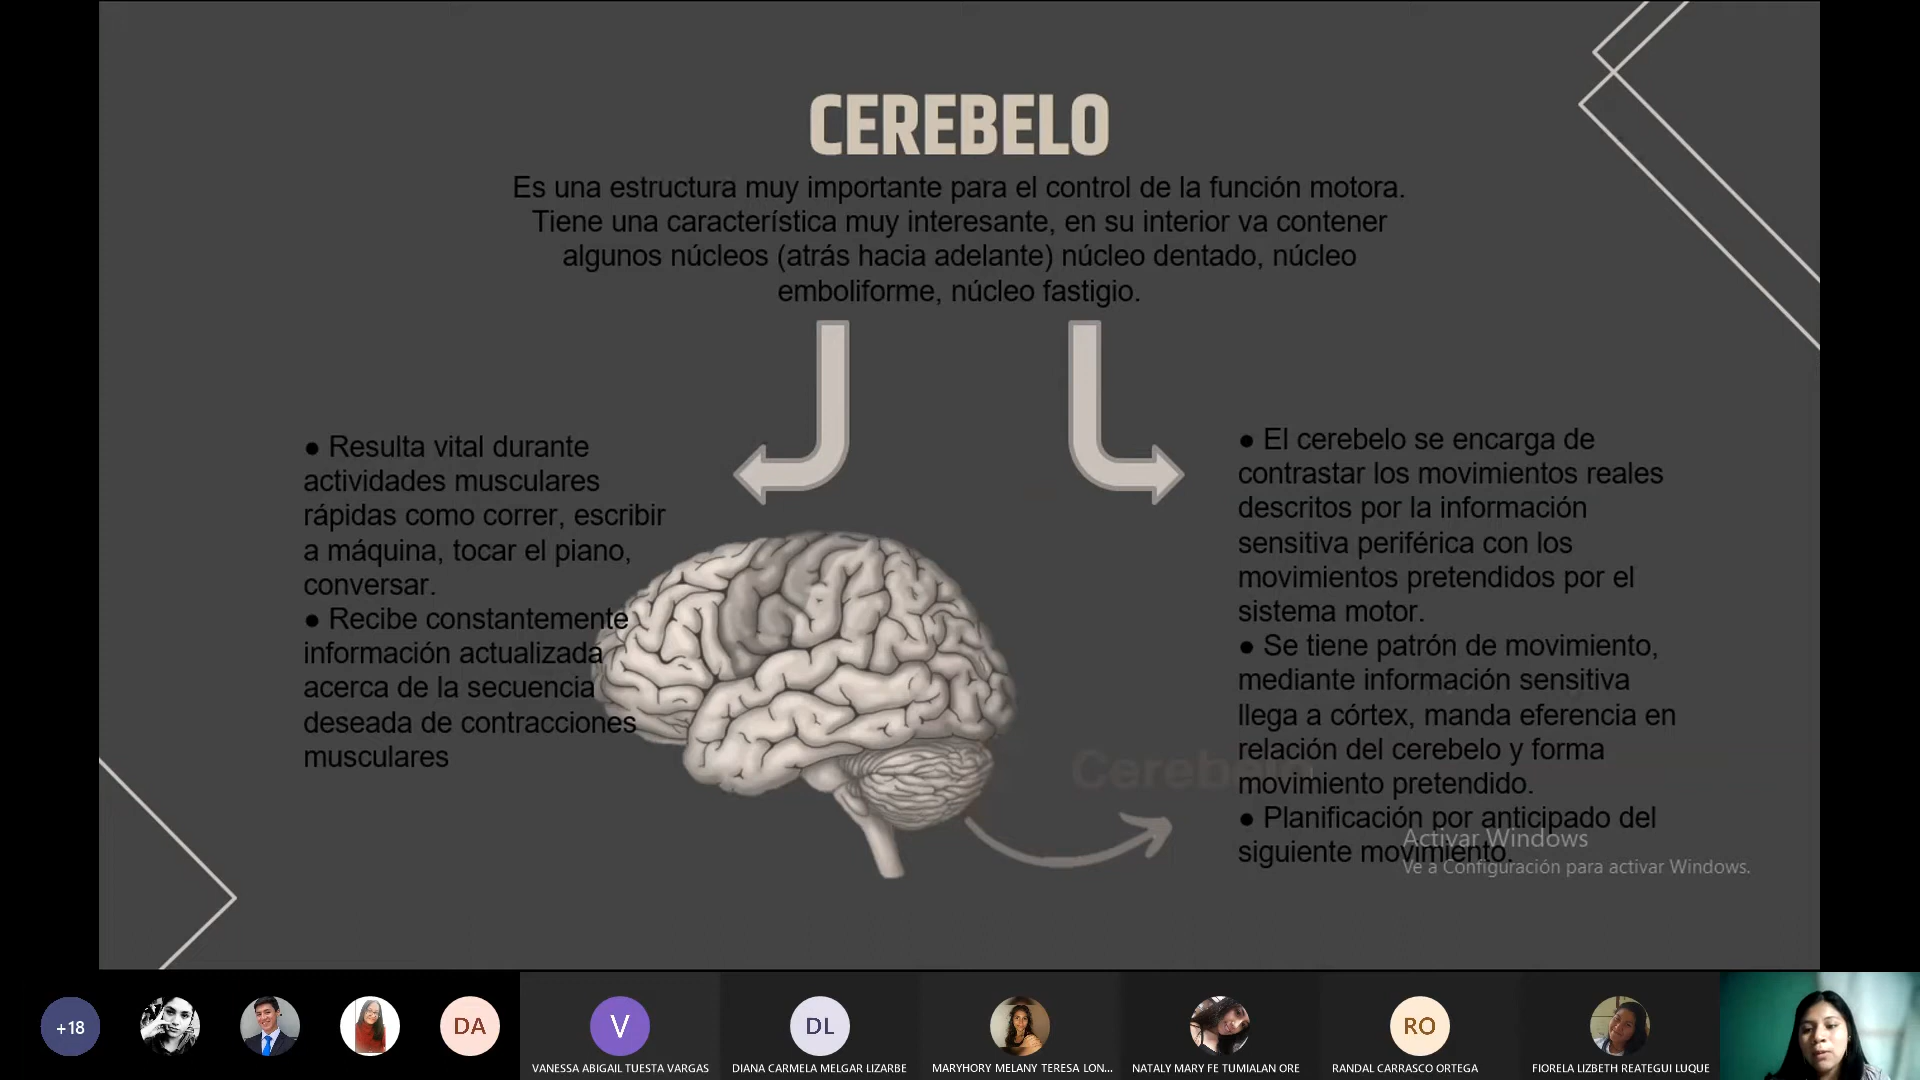 CEREBELO
Es una estructura muy importante para el control de la función motora.
Tiene una característica muy interesante, en su interior va contener
algunos núcleos (atrás hacia adelante) núcleo dentado, núcleo
emboliforme, núcleo fastigio.
● Resulta vital durante
actividades musculares
rápidas como correr, escribir
a máquina, tocar el piano,
conversar.
● Recibe constantemente
información actualizada
acerca de la secuencia
deseada de contracciones
musculares
● El cerebelo se encarga de
contrastar los movimientos reales
descritos por la información
sensitiva periférica con los
movimientos pretendidos por el
sistema motor.
● Se tiene patrón de movimiento,
mediante información sensitiva
llega a córtex, manda eferencia en
relación del cerebelo y forma
movimiento pretendido.
● Planificación por anticipado del
siguiente movimiento.
Cerebelo
Activar Windows
Ve a Configuración para activar Windows.
+18
DA
V
DL
RO
VANESSA ABIGAIL TUESTA VARGAS
DIANA CARMELA MELGAR LIZARBE
MARYHORY MELANY TERESA LON...
NATALY MARY FE TUMIALAN ORE
RANDAL CARRASCO ORTEGA
FIORELA LIZBETH REATEGUI LUQUE